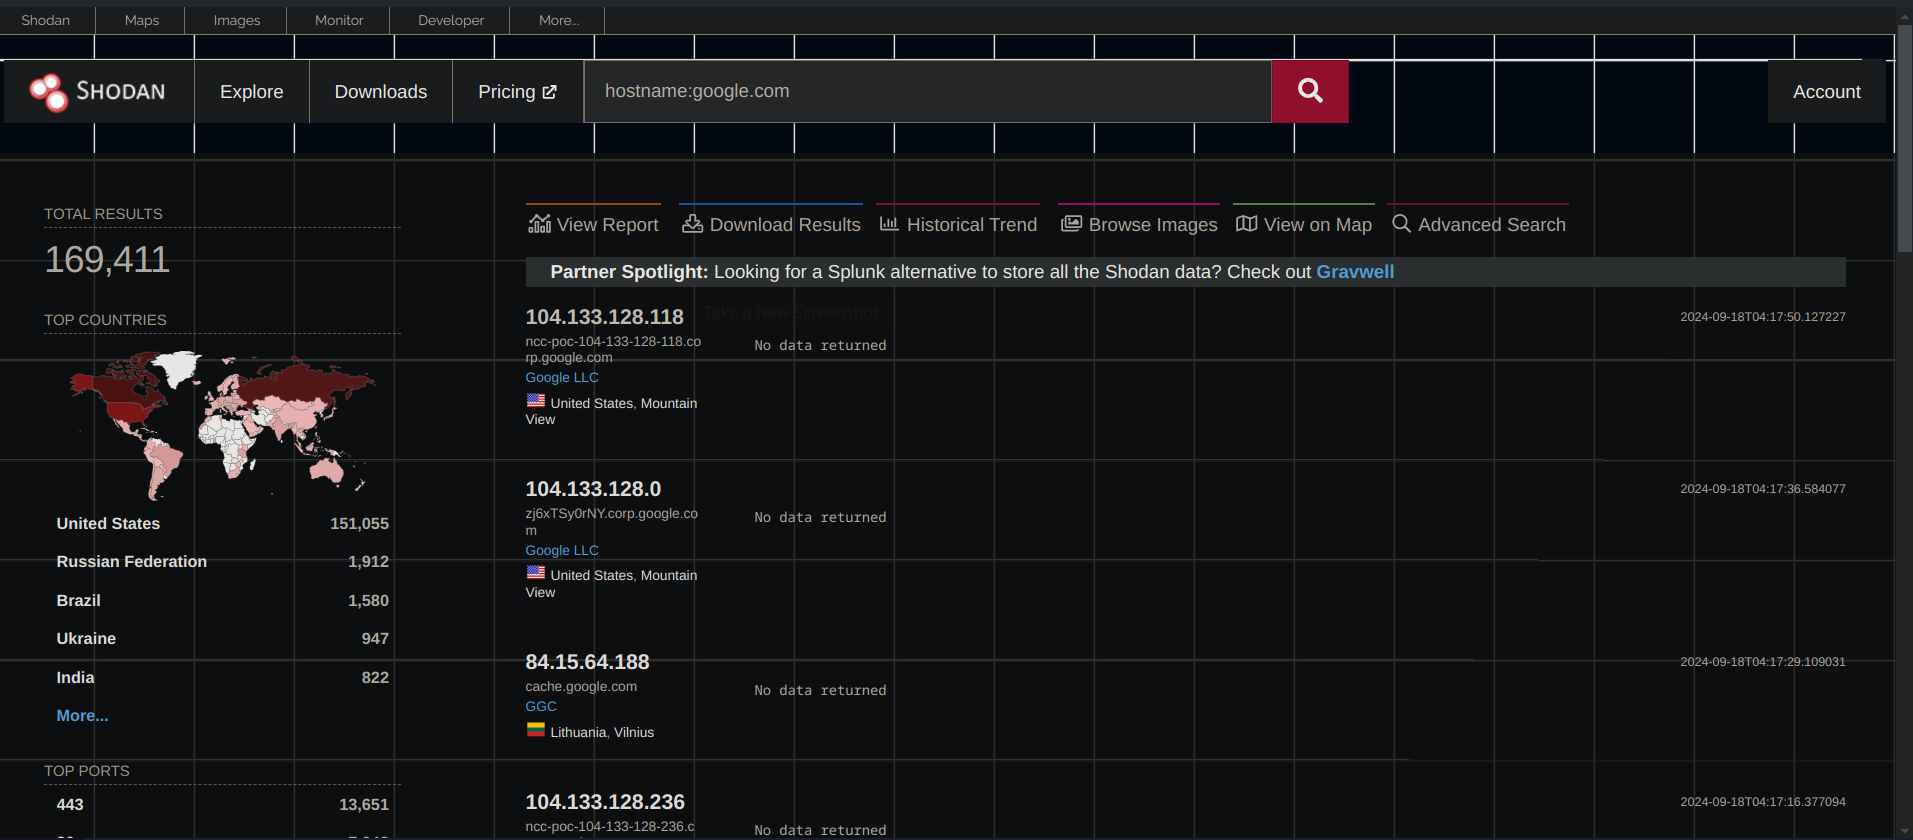 Shodan Maps Images Monitor Developer More...
SHODAN Explore Downloads Pricing hostname:google.com Account
TOTAL RESULTS
169,411
TOP COUNTRIES
United States 151,055
Russian Federation 1,912
Brazil 1,580
Ukraine 947
India 822
More...
TOP PORTS
443 13,651
View Report Download Results Historical Trend Browse Images View on Map Advanced Search
Partner Spotlight: Looking for a Splunk alternative to store all the Shodan data? Check out Gravwell
Take a New Screenshot
104.133.128.118 2024-09-18T04:17:50.127227
ncc-poc-104-133-128-118.co
rp.google.com
Google LLC
United States, Mountain
View
No data returned
104.133.128.0 2024-09-18T04:17:36.584077
zj6xTSy0rNY.corp.google.co
m
Google LLC
United States, Mountain
View
No data returned
84.15.64.188 2024-09-18T04:17:29.109031
cache.google.com
GGC
Lithuania, Vilnius
No data returned
104.133.128.236 2024-09-18T04:17:16.377094
ncc-poc-104-133-128-236.c
No data returned